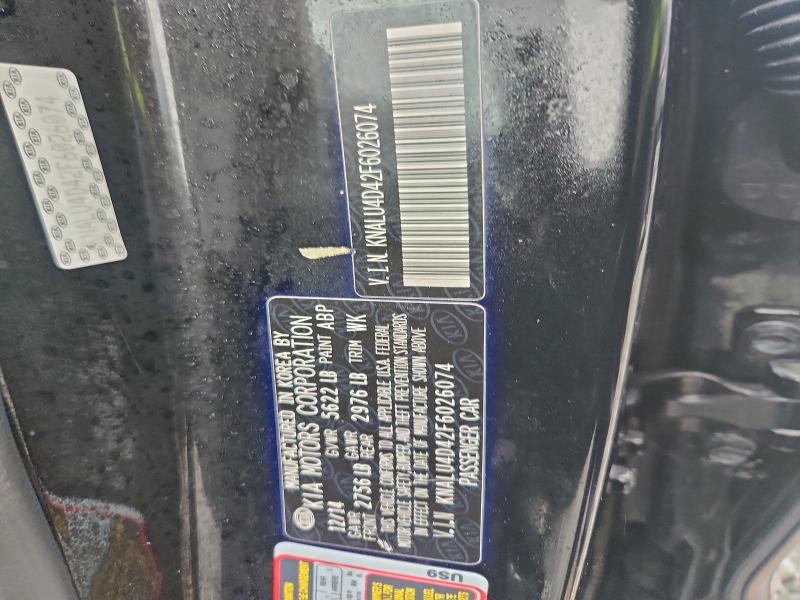 KNALU4D42F6026074
V.I.N. KNALU4D42F6026074
MANUFACTURED IN KOREA BY
KIA MOTORS CORPORATION
12/14 GVWR 5622 LB PAINT ABP
GAWR FRONT 2756 LB GAWR REAR 2976 LB TRIM WK
THIS VEHICLE CONFORMS TO ALL APPLICABLE U.S.A. FEDERAL
MOTOR VEHICLE SAFETY, BUMPER, AND THEFT PREVENTION STANDARDS
IN EFFECT ON THE DATE OF MANUFACTURE SHOWN ABOVE
V.I.N. KNALU4D42F6026074
PASSENGER CAR
US9